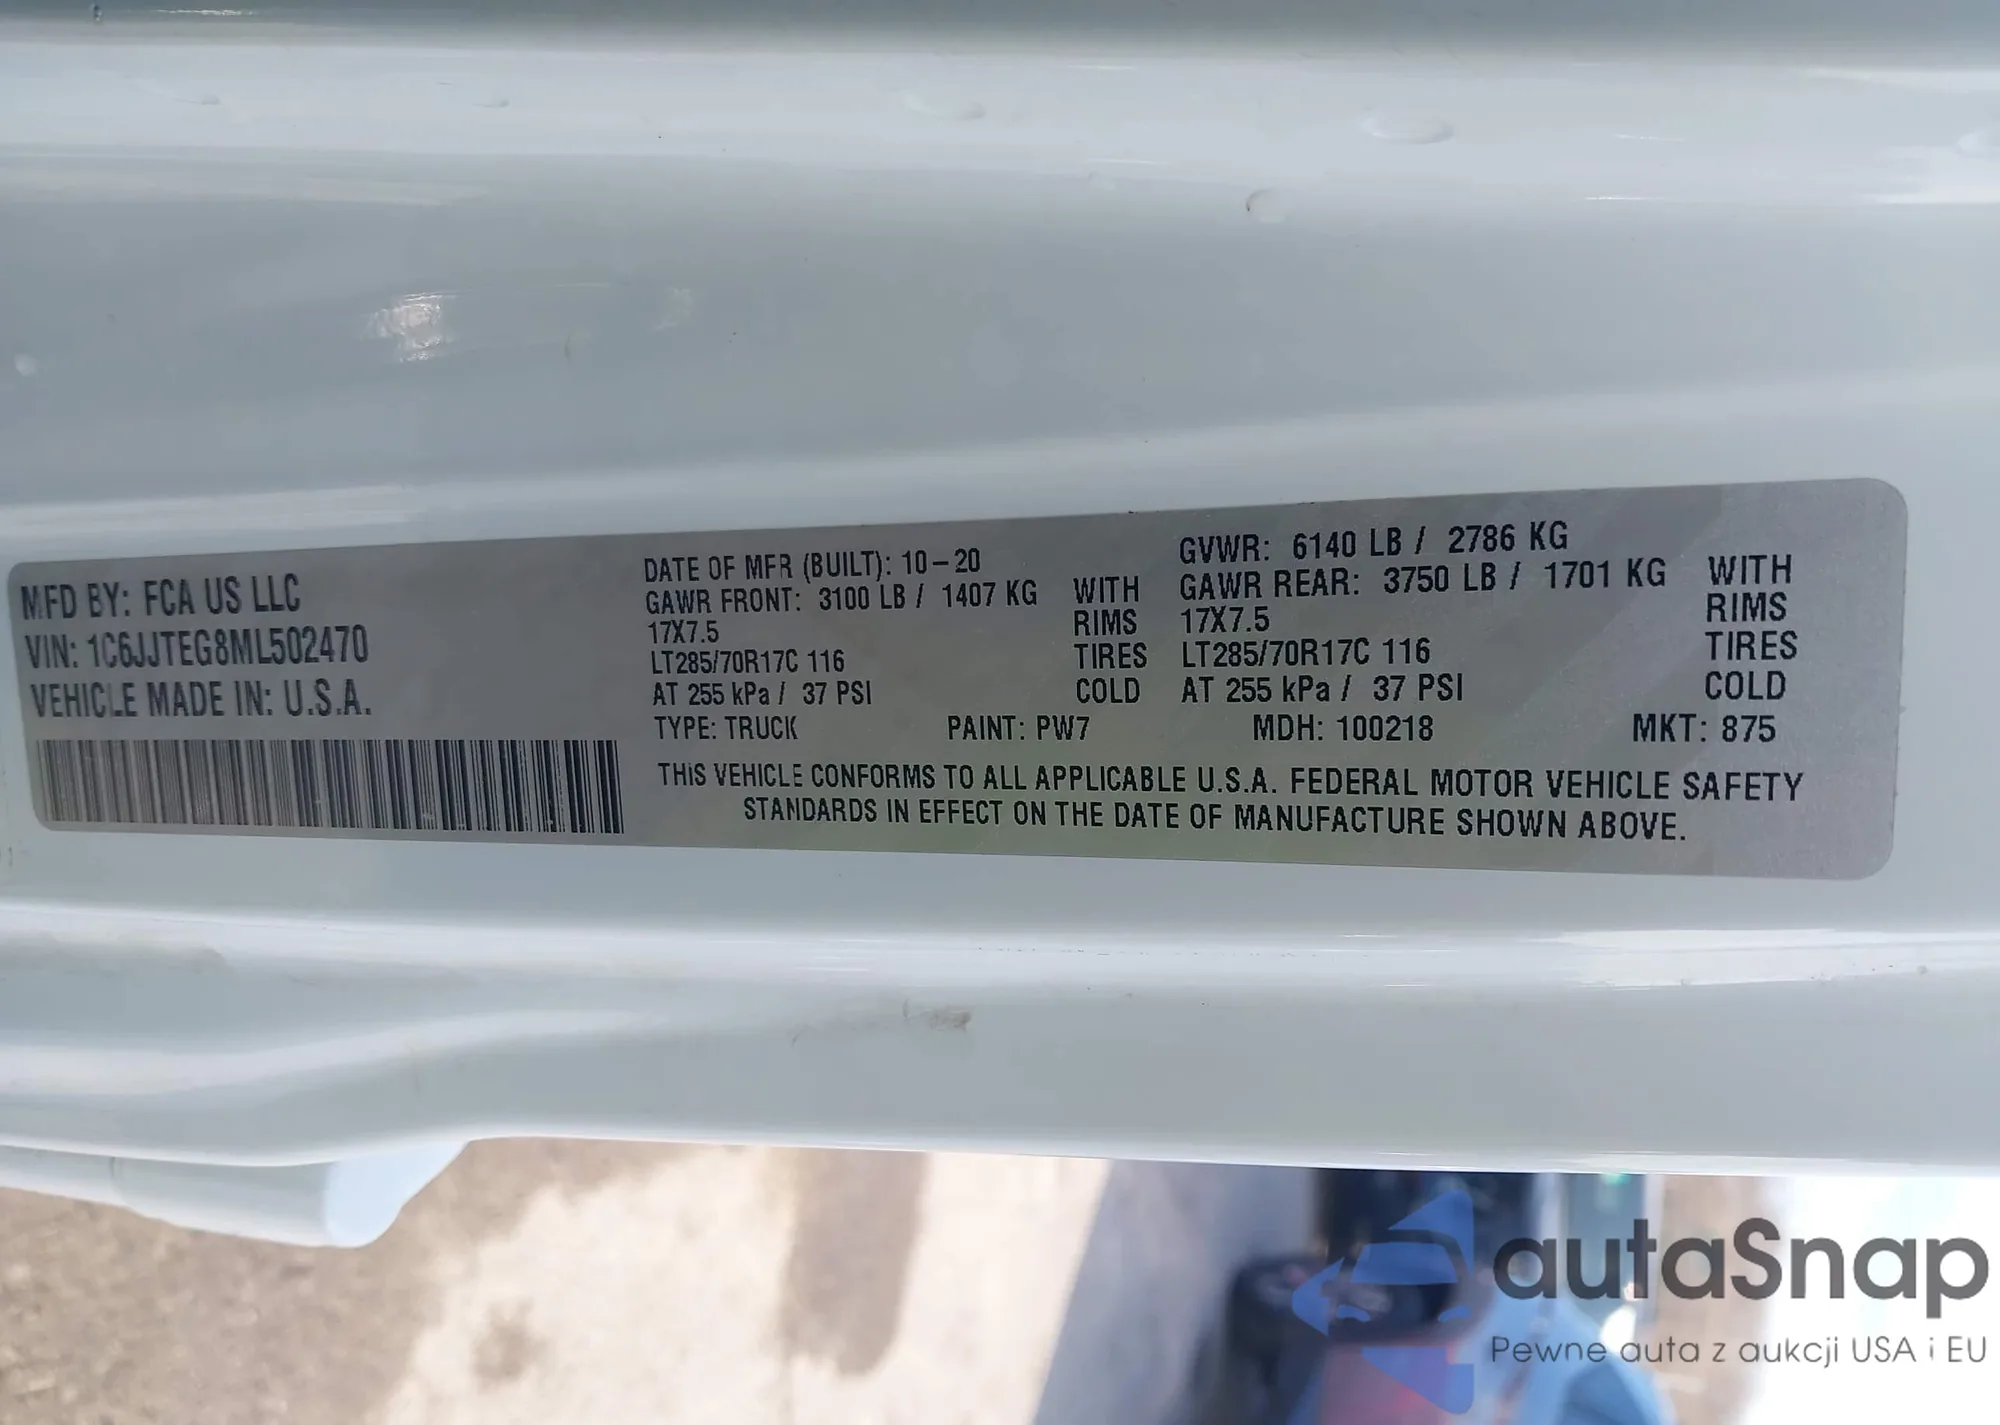 MFD BY: FCA US LLC
VIN: 1C6JJTEG8ML502470
VEHICLE MADE IN: U.S.A.
DATE OF MFR (BUILT): 10-20
GAWR FRONT: 3100 LB / 1407 KG WITH
17X7.5 RIMS
LT285/70R17C 116 TIRES
AT 255 kPa / 37 PSI COLD
GVWR: 6140 LB / 2786 KG
GAWR REAR: 3750 LB / 1701 KG WITH
17X7.5 RIMS
LT285/70R17C 116 TIRES
AT 255 kPa / 37 PSI COLD
TYPE: TRUCK PAINT: PW7 MDH: 100218 MKT: 875
THIS VEHICLE CONFORMS TO ALL APPLICABLE U.S.A. FEDERAL MOTOR VEHICLE SAFETY
STANDARDS IN EFFECT ON THE DATE OF MANUFACTURE SHOWN ABOVE.
autaSnap
Pewne auta z aukcji USA i EU